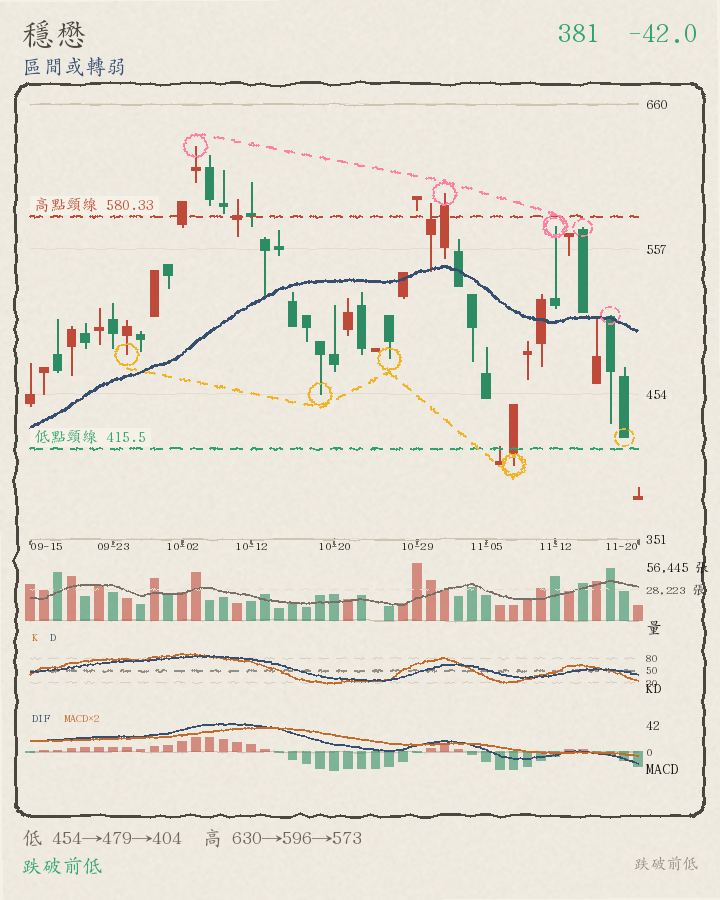 穩懋
381 -42.0
區間或轉弱
660
高點頸線 580.33
557
454
低點頸線 415.5
351
09-15 09-23 10-02 10-12 10-20 10-29 11-05 11-12 11-20
56,445 張
28,223 張
量
K D
80
50
20
KD
DIF MACD×2
42
0
MACD
低 454→479→404 高 630→596→573
跌破前低
跌破前低